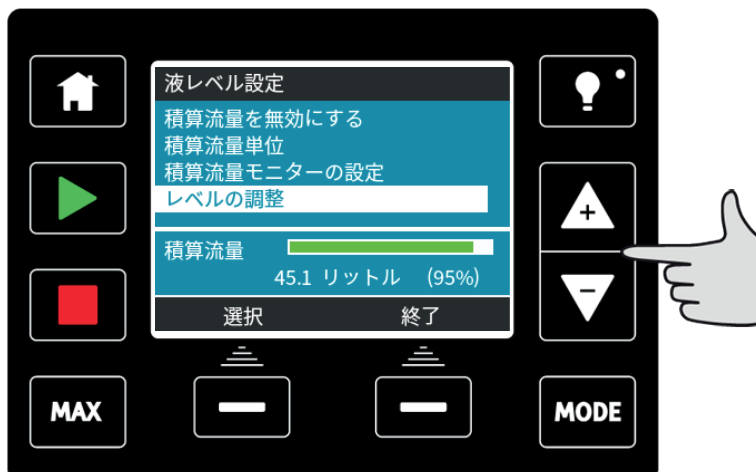 液レベル設定
積算流量を無効にする
積算流量単位
積算流量モニターの設定
レベルの調整
積算流量
45.1 リットル (95%)
選択 終了
MAX
MODE